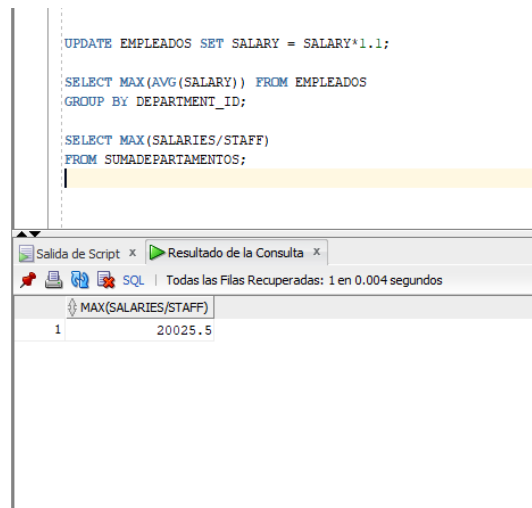 UPDATE EMPLEADOS SET SALARY = SALARY*1.1;
SELECT MAX(AVG(SALARY)) FROM EMPLEADOS
GROUP BY DEPARTMENT_ID;
SELECT MAX(SALARIES/STAFF)
FROM SUMADEPARTAMENTOS;
Salida de Script x Resultado de la Consulta x
SQL | Todas las Filas Recuperadas: 1 en 0.004 segundos
MAX(SALARIES/STAFF)
1 20025.5